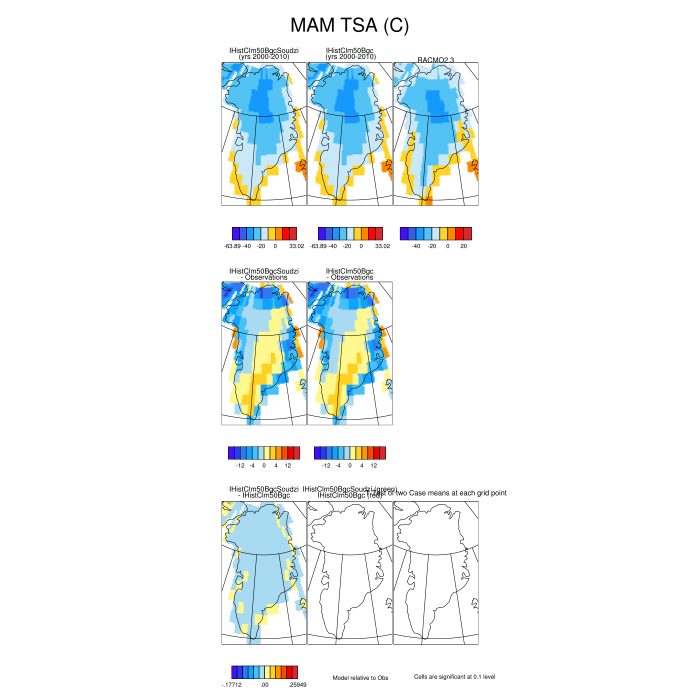 MAM TSA (C)
IHistClm50BgcSoudzi
(yrs 2000-2010)
IHistClm50Bgc
(yrs 2000-2010)
RACMO2.3
-63.89 -40 -20 0 33.02
-63.89 -40 -20 0 33.02
-40 -20 0 20
IHistClm50BgcSoudzi
- Observations
IHistClm50Bgc
- Observations
-12 -4 0 4 12
-12 -4 0 4 12
IHistClm50BgcSoudzi
- IHistClm50Bgc
IHistClm50BgcSoudzi (green)
IHistClm50Bgc (red)
of two Case means at each grid point
-.17712 .00 .25949
Model relative to Obs
Cells are significant at 0.1 level